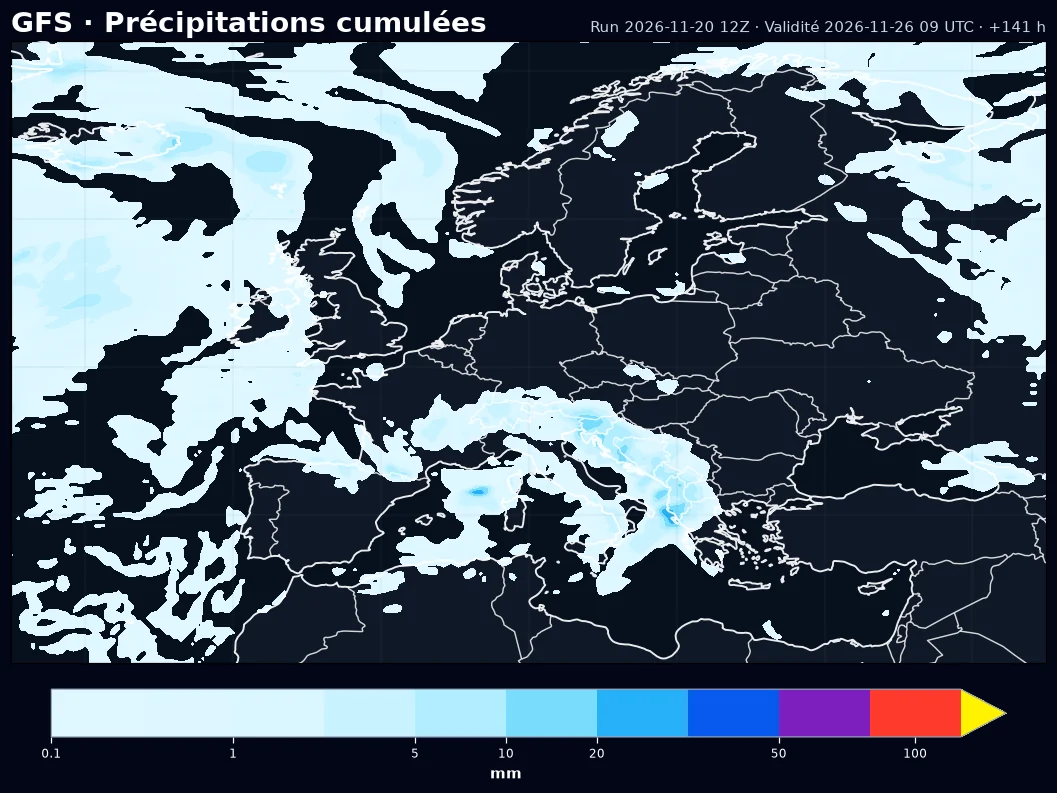 GFS · Précipitations cumulées
Run 2026-11-20 12Z · Validité 2026-11-26 09 UTC · +141 h
0.1 1 5 10 20 50 100
mm